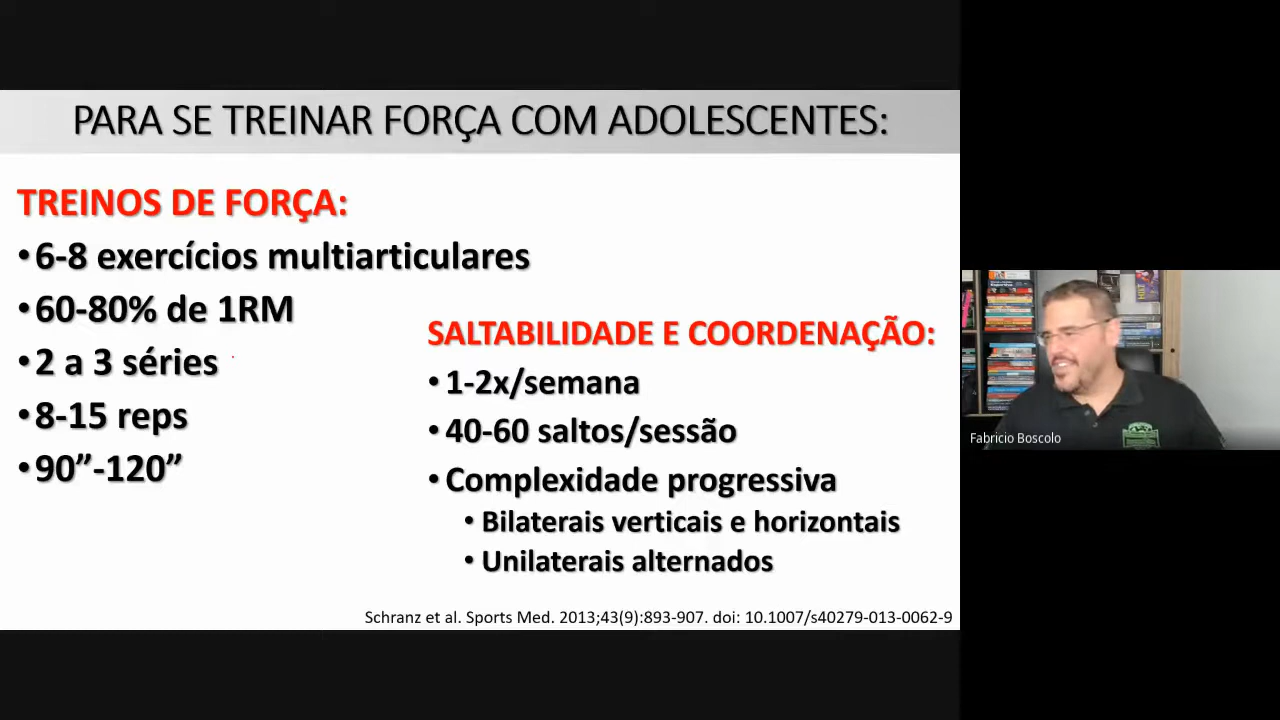 PARA SE TREINAR FORÇA COM ADOLESCENTES:
TREINOS DE FORÇA:
•6-8 exercícios multiarticulares
•60-80% de 1RM
•2 a 3 séries
•8-15 reps
•90”-120”
SALTABILIDADE E COORDENAÇÃO:
•1-2x/semana
•40-60 saltos/sessão
•Complexidade progressiva
• Bilaterais verticais e horizontais
• Unilaterais alternados
Schranz et al. Sports Med. 2013;43(9):893-907. doi: 10.1007/s40279-013-0062-9
Fabricio Boscolo
HIIT